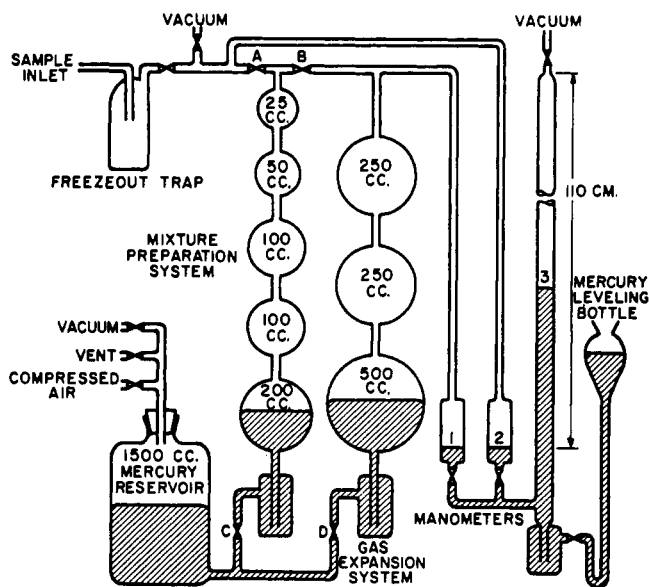 VACUUM
VACUUM
SAMPLE
INLET
A
B
25
CC.
50
CC.
250
CC.
FREEZEOUT TRAP
110 CM.
MIXTURE
PREPARATION
SYSTEM
100
CC.
100
CC.
250
CC.
3
MERCURY
LEVELING
BOTTLE
VACUUM
VENT
COMPRESSED
AIR
200
CC.
500
CC.
1
2
1500 CC.
MERCURY
RESERVOIR
C
D
MANOMETERS
GAS
EXPANSION
SYSTEM